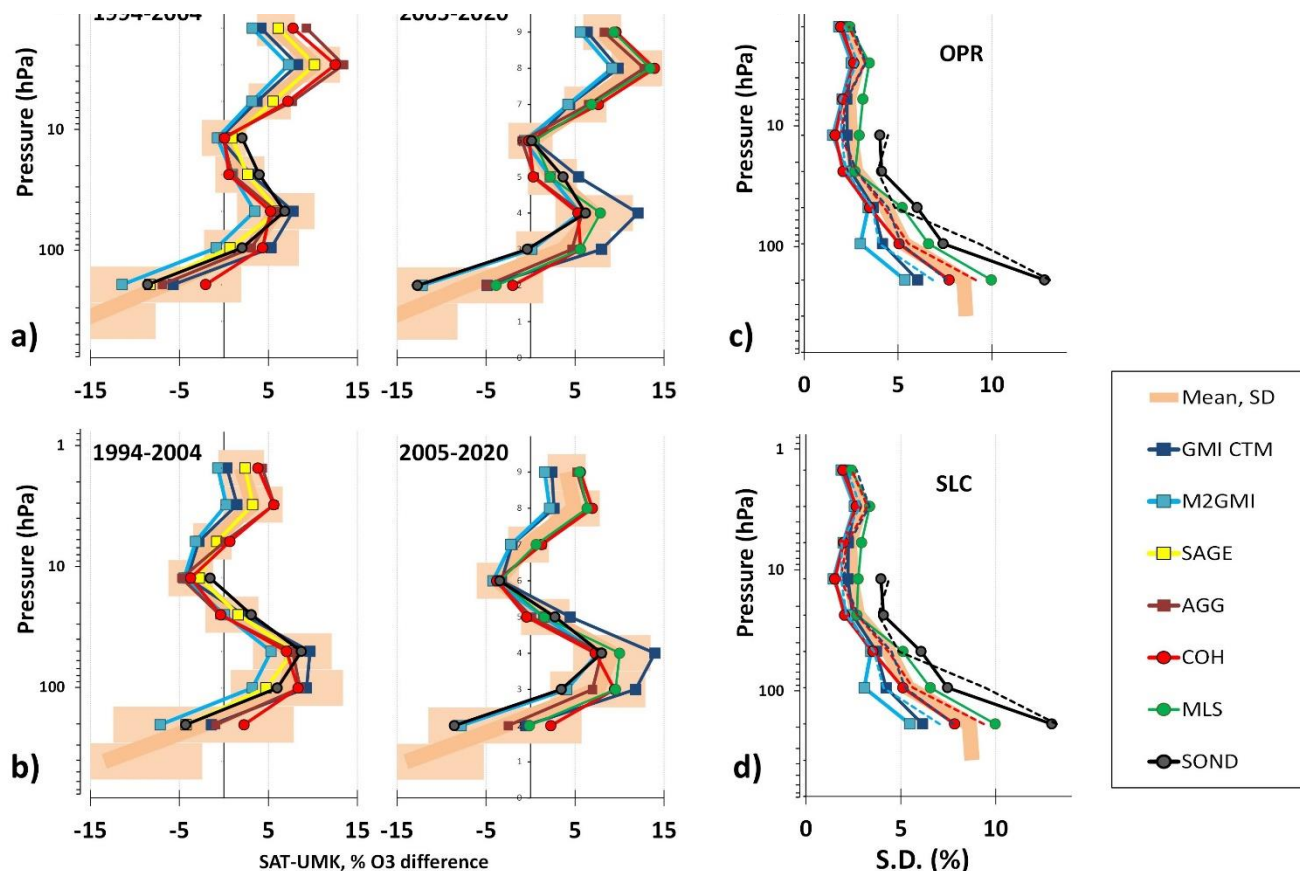 1994-2004
2005-2020
Pressure (hPa)
10
100
9
8
7
5
4
3
2
1
0
a)
-15 -5 5 15
-15 -5 5 15
Pressure (hPa)
10
100
OPR
c)
0 5 10
1994-2004
2005-2020
Pressure (hPa)
1
10
100
9
8
7
6
5
4
3
2
1
0
b)
-15 -5 5 15
-15 -5 5 15
SAT-UMK, % O3 difference
Pressure (hPa)
1
10
100
SLC
d)
0 5 10
S.D. (%)
Mean, SD
GMI CTM
M2GMI
SAGE
AGG
COH
MLS
SOND